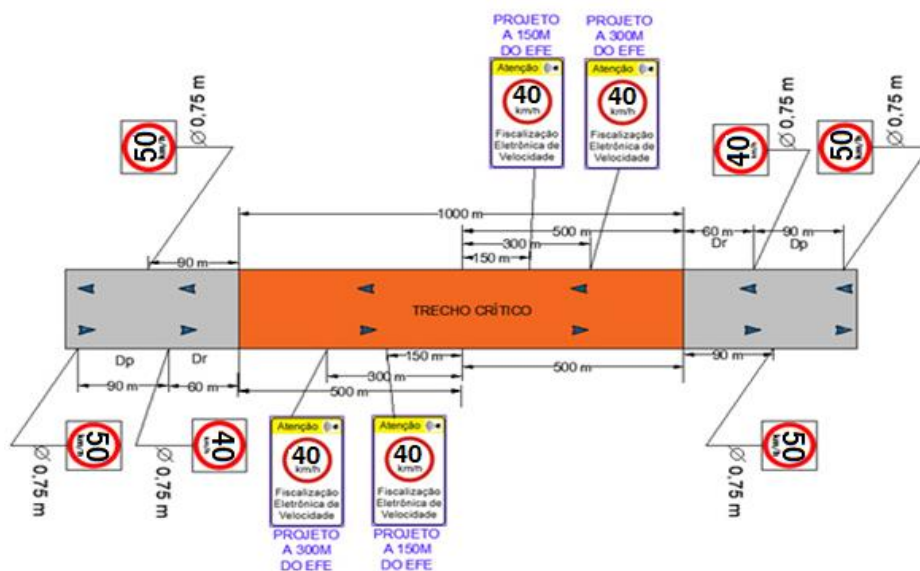 PROJETO
A 150M
DO EFE
PROJETO
A 300M
DO EFE
Atenção
40
km/h
Fiscalização
Eletrônica de
Velocidade
Atenção
40
km/h
Fiscalização
Eletrônica de
Velocidade
50
km/h
Ø 0,75 m
40
km/h
Ø 0,75 m
50
km/h
Ø 0,75 m
1000 m
500 m
60 m
90 m
300 m
Dr
Dp
150 m
90 m
TRECHO CRÍTICO
Dp
Dr
150 m
90 m
90 m
60 m
300 m
500 m
500 m
50
km/h
Ø 0,75 m
40
km/h
Ø 0,75 m
Atenção
40
km/h
Fiscalização
Eletrônica de
Velocidade
PROJETO
A 300M
DO EFE
Atenção
40
km/h
Fiscalização
Eletrônica de
Velocidade
PROJETO
A 150M
DO EFE
50
km/h
Ø 0,75 m